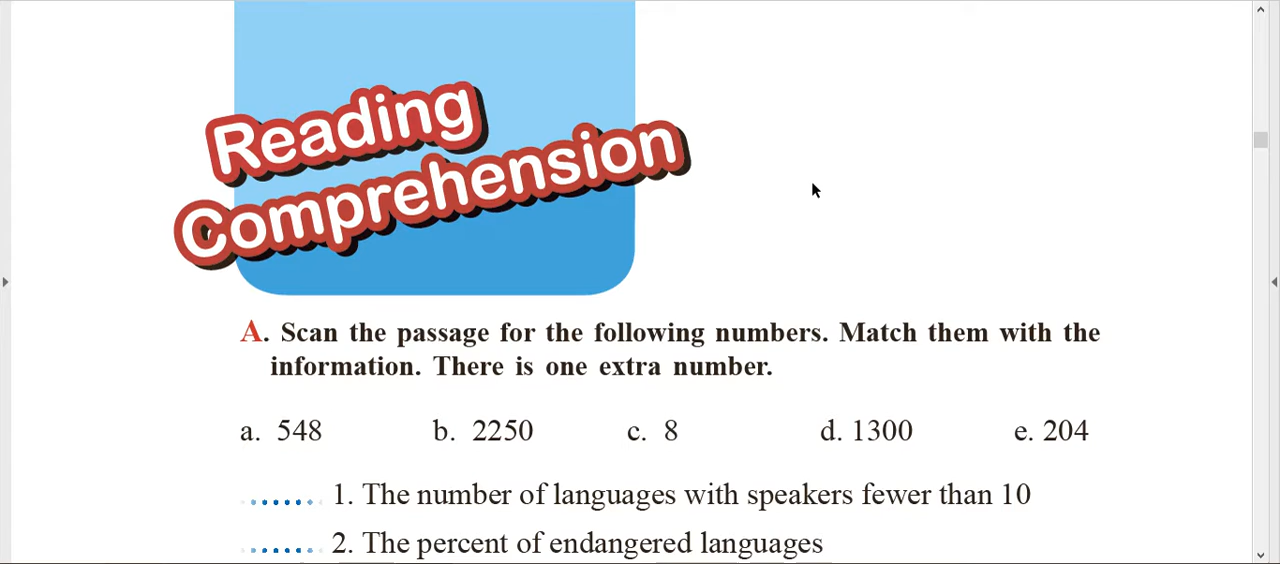 Reading
Comprehension
A. Scan the passage for the following numbers. Match them with the
information. There is one extra number.
a. 548 b. 2250 c. 8 d. 1300 e. 204
....... 1. The number of languages with speakers fewer than 10
....... 2. The percent of endangered languages